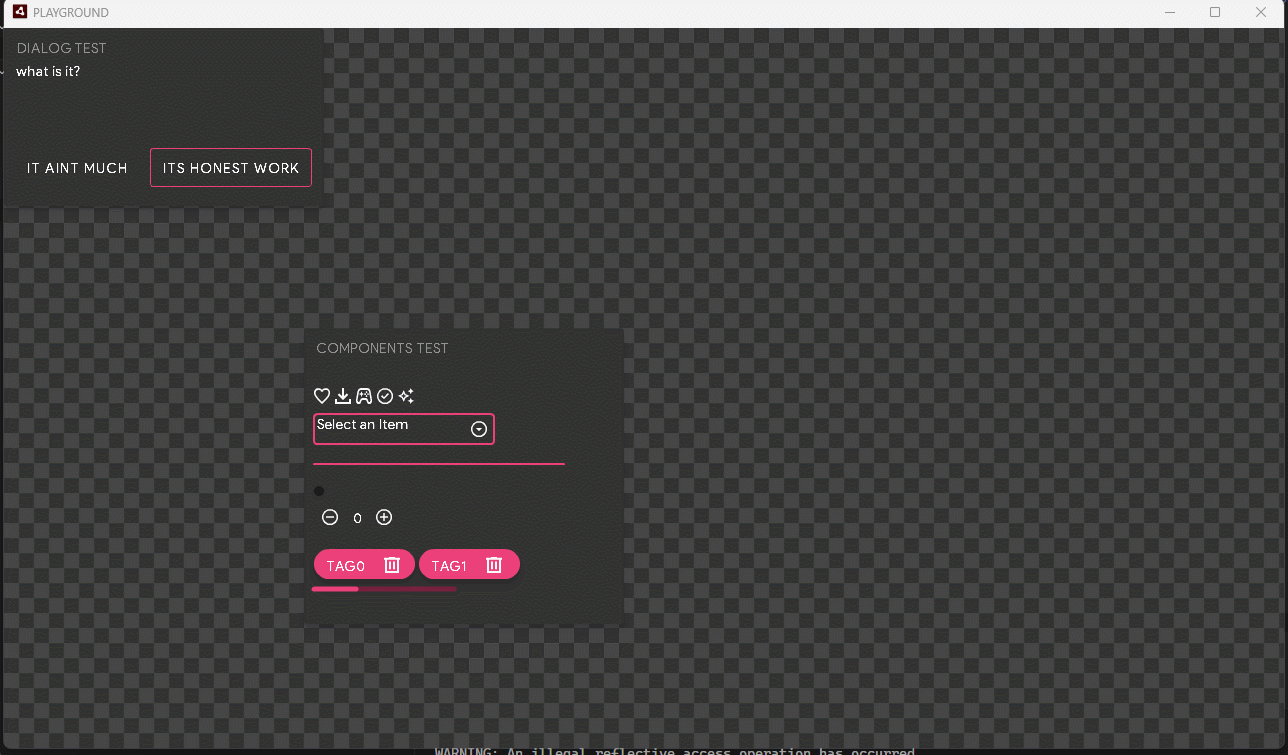 PLAYGROUND
DIALOG TEST
what is it?
IT AINT MUCH ITS HONEST WORK
COMPONENTS TEST
Select an Item
0
TAG0 TAG1
WARNING: An illegal reflective access operation has occurred